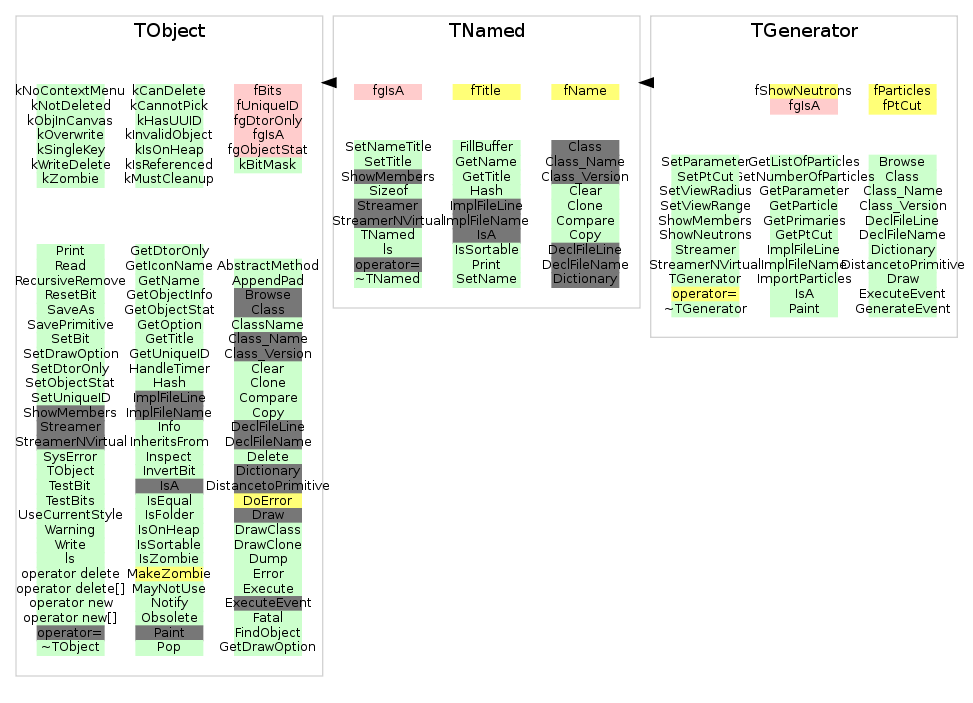 TObject
kNoContextMenu kCanDelete fBits
kNotDeleted kCannotPick fUniqueID
kObjInCanvas kHasUUID fgDtorOnly
kOverwrite kInvalidObject fgIsA
kSingleKey kIsOnHeap fgObjectStat
kWriteDelete kIsReferenced kBitMask
kZombie kMustCleanup
Print GetDtorOnly
Read GetIconName AbstractMethod
RecursiveRemove GetName AppendPad
ResetBit GetObjectInfo Browse
SaveAs GetObjectStat Class
SavePrimitive GetOption ClassName
SetBit GetTitle Class_Name
SetDrawOption GetUniqueID Class_Version
SetDtorOnly HandleTimer Clear
SetObjectStat Hash Clone
SetUniqueID ImplFileLine Compare
ShowMembers ImplFileName Copy
Streamer Info DeclFileLine
StreamerNVirtual InheritsFrom DeclFileName
SysError Inspect Delete
TObject InvertBit Dictionary
TestBit IsA DistancetoPrimitive
TestBits IsEqual DoError
UseCurrentStyle IsFolder Draw
Warning IsOnHeap DrawClass
Write IsSortable DrawClone
ls IsZombie Dump
operator delete MakeZombie Error
operator delete[] MayNotUse Execute
operator new Notify ExecuteEvent
operator new[] Obsolete Fatal
operator= Paint FindObject
~TObject Pop GetDrawOption
TNamed
fgIsA fTitle fName
SetNameTitle FillBuffer Class
SetTitle GetName Class_Name
ShowMembers GetTitle Class_Version
Sizeof Hash Clear
Streamer ImplFileLine Clone
StreamerNVirtual ImplFileName Compare
TNamed IsA Copy
ls IsSortable DeclFileLine
operator= Print DeclFileName
~TNamed SetName Dictionary
TGenerator
fShowNeutrons fParticles
fgIsA fPtCut
SetParameter GetListOfParticles Browse
SetPtCut GetNumberOfParticles Class
SetViewRadius GetParameter Class_Name
SetViewRange GetParticle Class_Version
ShowMembers GetPrimaries DeclFileLine
ShowNeutrons GetPtCut DeclFileName
Streamer ImplFileLine Dictionary
StreamerNVirtual ImplFileName DistancetoPrimitive
TGenerator ImportParticles Draw
operator= IsA ExecuteEvent
~TGenerator Paint GenerateEvent